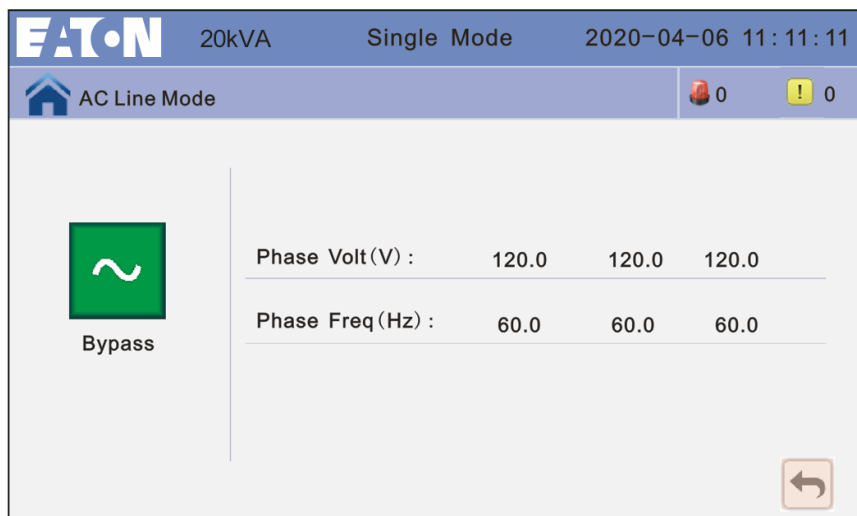 EATON 20kVA Single Mode 2020-04-06 11:11:11
AC Line Mode 0 ! 0
Phase Volt(V): 120.0 120.0 120.0
Phase Freq(Hz): 60.0 60.0 60.0
Bypass